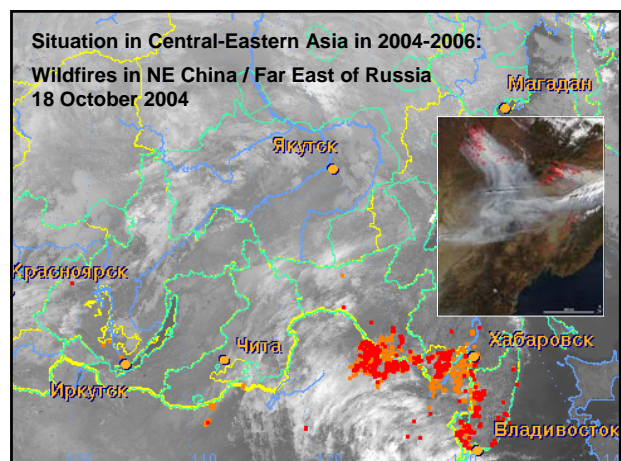 Situation in Central-Eastern Asia in 2004-2006:
Wildfires in NE China / Far East of Russia
18 October 2004
Магадан
Якутск
Красноярск
Чита
Хабаровск
Иркутск
Владивосток
110